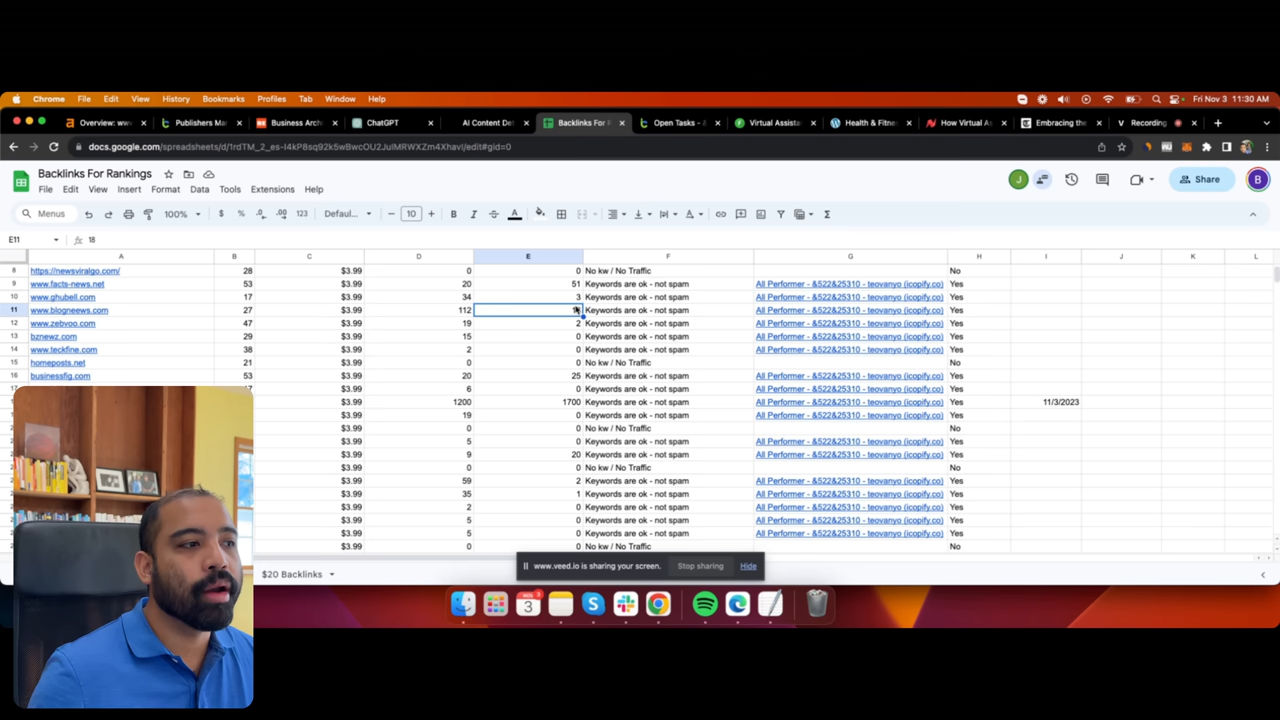 Chrome File Edit View History Bookmarks Profiles Tab Window Help Fri Nov 3 11:30 AM
Overview: ww Publishers Ma Business Arch ChatGPT AI Content De Backlinks For R Open Tasks - Virtual Assista Health & Fitne How Virtual As Embracing the Recording
docs.google.com/spreadsheets/d/1rdTM_2_es-I4kP8sq92k5wBwcOU2JulMRWXZm4XhavI/edit#gid=0
Backlinks For Rankings
File Edit View Insert Format Data Tools Extensions Help
J Share B
Menus 100% $ % .0 .00 123 Defaul... 10 B I S A
E11 fx 18
A B C D E F G H I J K L
8 https://newsviralgo.com/ 28 $3.99 0 0 No kw / No Traffic No
9 www.facts-news.net 53 $3.99 20 51 Keywords are ok - not spam All Performer - &522&25310 - teovanyo (icopify.co) Yes
10 www.ghubell.com 17 $3.99 34 3 Keywords are ok - not spam All Performer - &522&25310 - teovanyo (icopify.co) Yes
11 www.blogneews.com 27 $3.99 112 Keywords are ok - not spam All Performer - &522&25310 - teovanyo (icopify.co) Yes
12 www.zebvoo.com 47 $3.99 19 2 Keywords are ok - not spam All Performer - &522&25310 - teovanyo (icopify.co) Yes
13 bznewz.com 29 $3.99 15 0 Keywords are ok - not spam All Performer - &522&25310 - teovanyo (icopify.co) Yes
14 www.teckfine.com 38 $3.99 2 0 Keywords are ok - not spam All Performer - &522&25310 - teovanyo (icopify.co) Yes
15 homeposts.net 21 $3.99 0 0 No kw / No Traffic No
16 businessfig.com 53 $3.99 20 25 Keywords are ok - not spam All Performer - &522&25310 - teovanyo (icopify.co) Yes
$3.99 6 0 Keywords are ok - not spam All Performer - &522&25310 - teovanyo (icopify.co) Yes
$3.99 1200 1700 Keywords are ok - not spam All Performer - &522&25310 - teovanyo (icopify.co) Yes 11/3/2023
$3.99 19 0 Keywords are ok - not spam All Performer - &522&25310 - teovanyo (icopify.co) Yes
$3.99 0 0 No kw / No Traffic No
$3.99 5 0 Keywords are ok - not spam All Performer - &522&25310 - teovanyo (icopify.co) Yes
$3.99 9 20 Keywords are ok - not spam All Performer - &522&25310 - teovanyo (icopify.co) Yes
$3.99 0 0 No kw / No Traffic No
$3.99 59 2 Keywords are ok - not spam All Performer - &522&25310 - teovanyo (icopify.co) Yes
$3.99 35 1 Keywords are ok - not spam All Performer - &522&25310 - teovanyo (icopify.co) Yes
$3.99 2 0 Keywords are ok - not spam All Performer - &522&25310 - teovanyo (icopify.co) Yes
$3.99 5 0 Keywords are ok - not spam All Performer - &522&25310 - teovanyo (icopify.co) Yes
$3.99 5 0 Keywords are ok - not spam All Performer - &522&25310 - teovanyo (icopify.co) Yes
$3.99 0 0 No kw / No Traffic No
www.veed.io is sharing your screen. Stop sharing Hide
$20 Backlinks
NOV 3